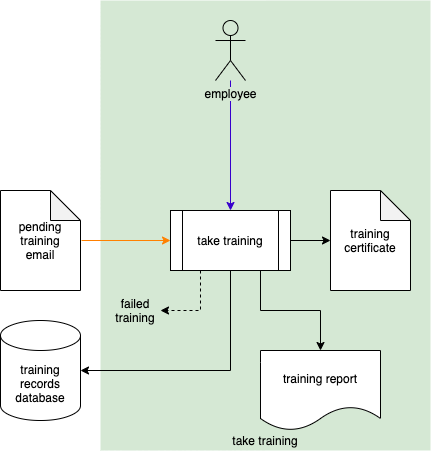 employee
pending
training
email
take training
training
certificate
failed
training
training
records
database
training report
take training